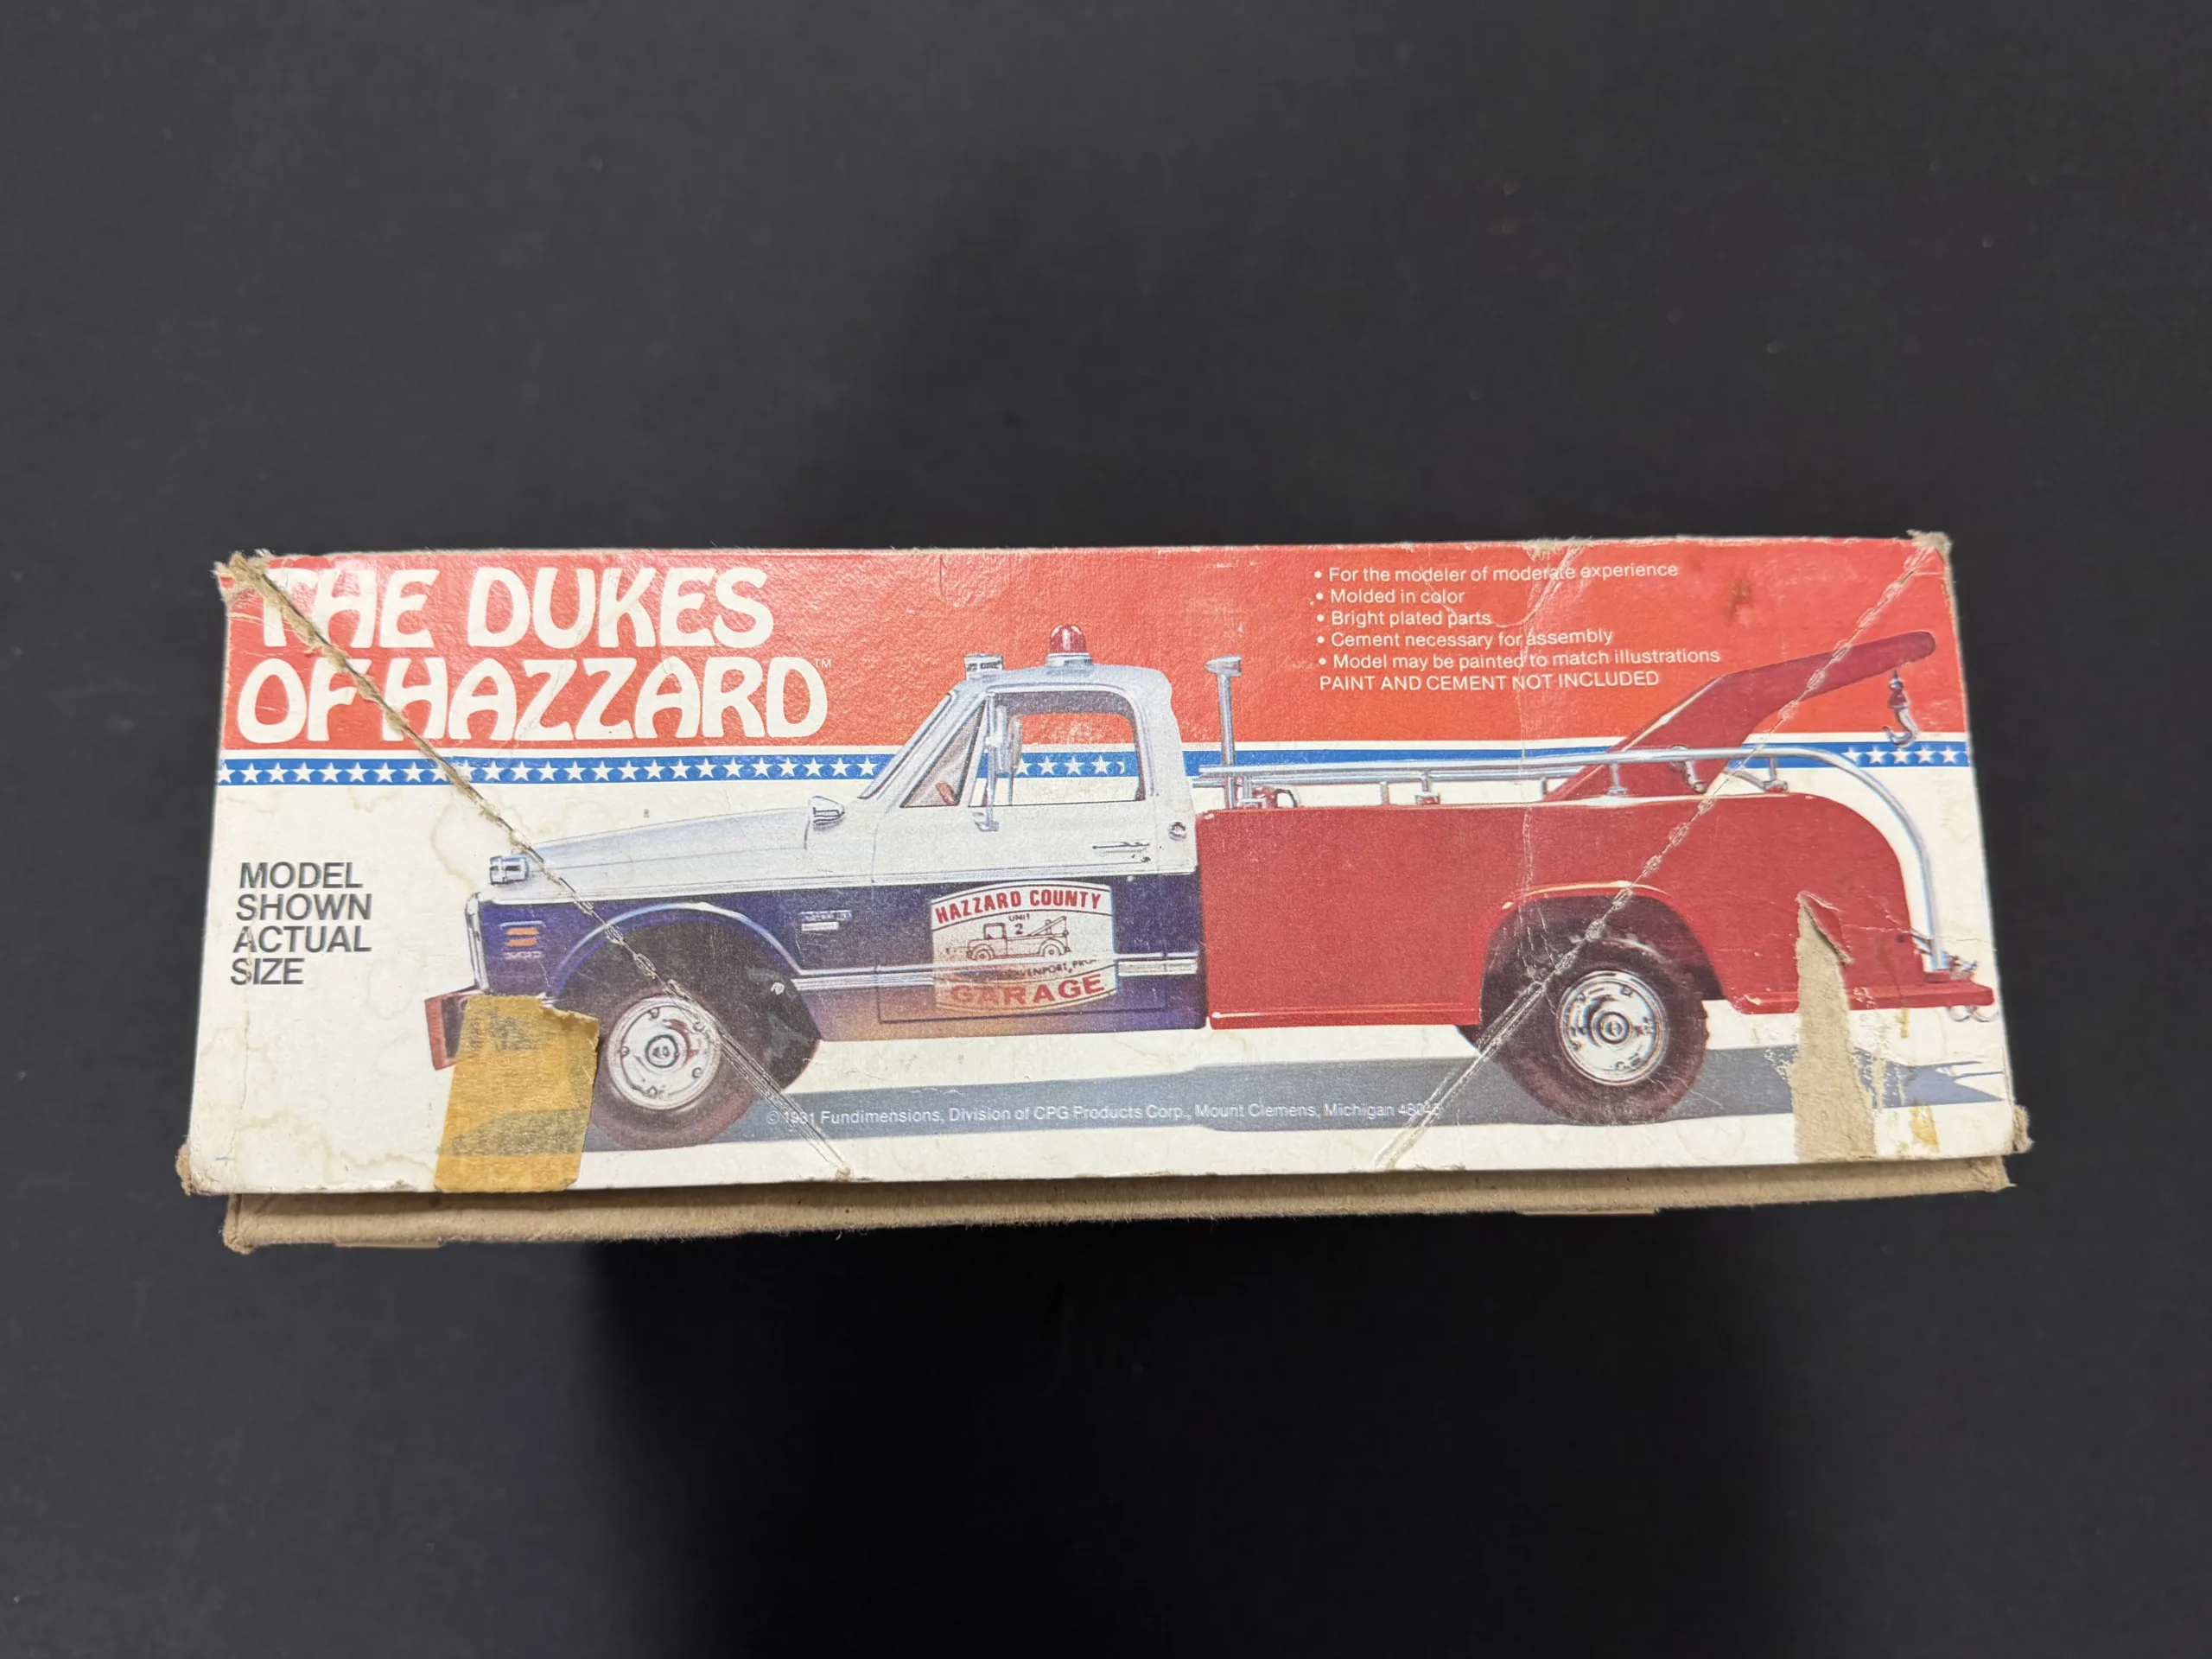 THE DUKES
OF HAZZARD™
• For the modeler of moderate experience
• Molded in color
• Bright plated parts
• Cement necessary for assembly
• Model may be painted to match illustrations
PAINT AND CEMENT NOT INCLUDED
MODEL
SHOWN
ACTUAL
SIZE
HAZZARD COUNTY
UNIT
2
GARAGE
© 1981 Fundimensions, Division of CPG Products Corp., Mount Clemens, Michigan